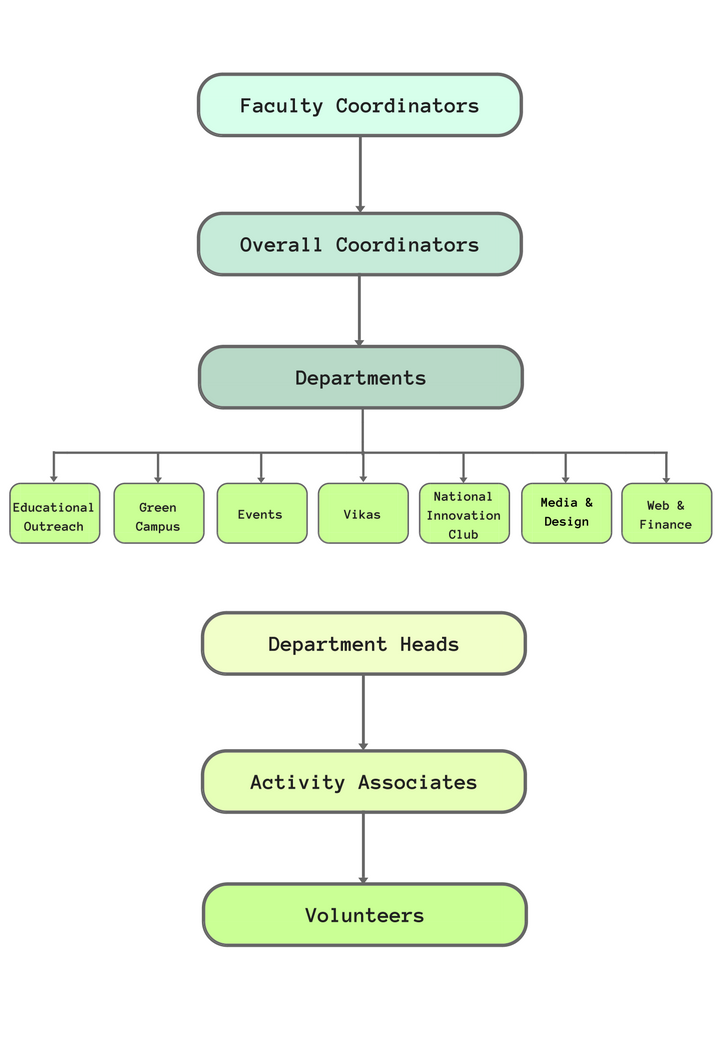 Faculty Coordinators
Overall Coordinators
Departments
Educational
Outreach
Green
Campus
Events
Vikas
National
Innovation
Club
Media &
Design
Web &
Finance
Department Heads
Activity Associates
Volunteers